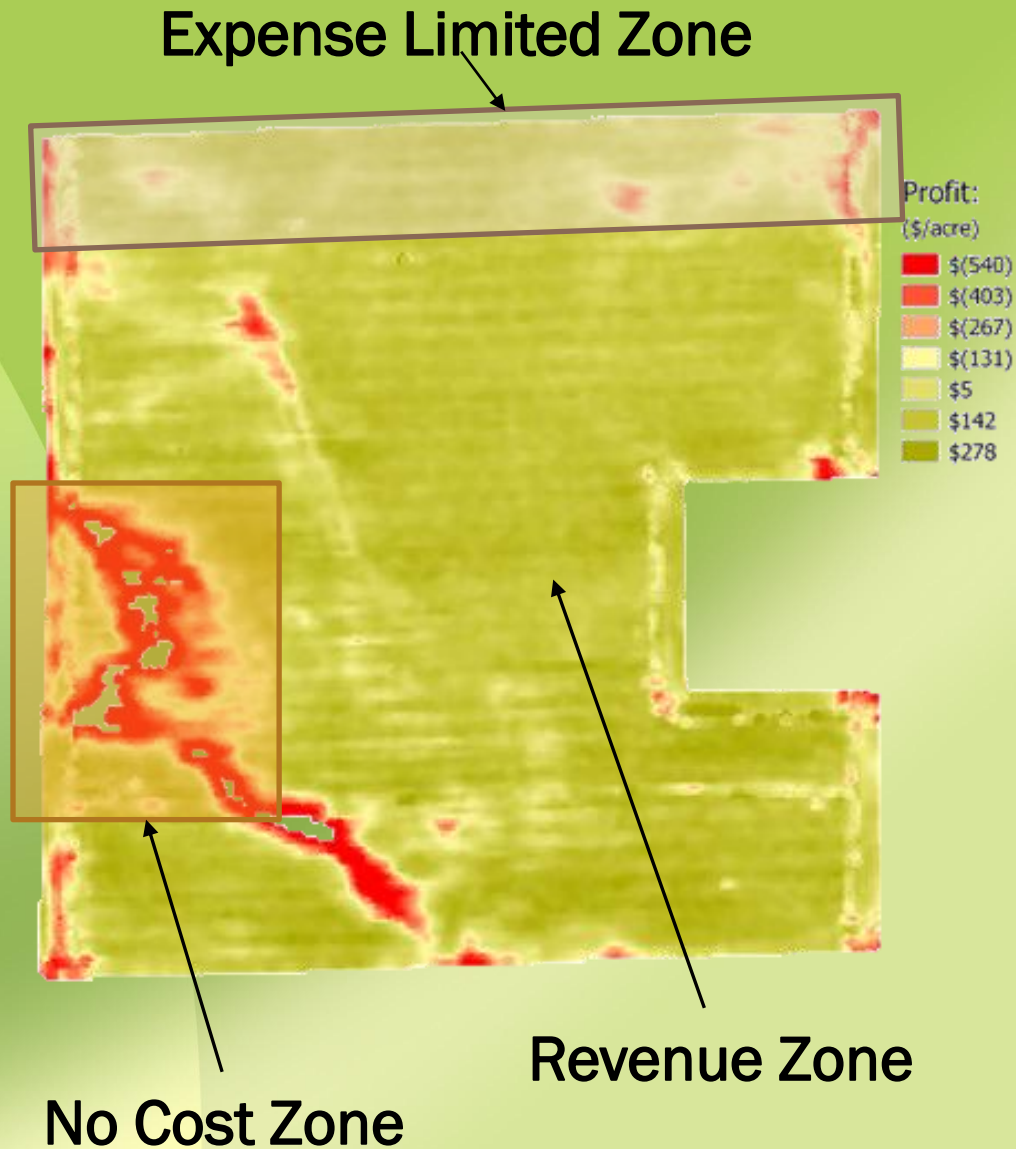 Expense Limited Zone
Profit:
($/acre)
$(540)
$(403)
$(267)
$(131)
$5
$142
$278
Revenue Zone
No Cost Zone